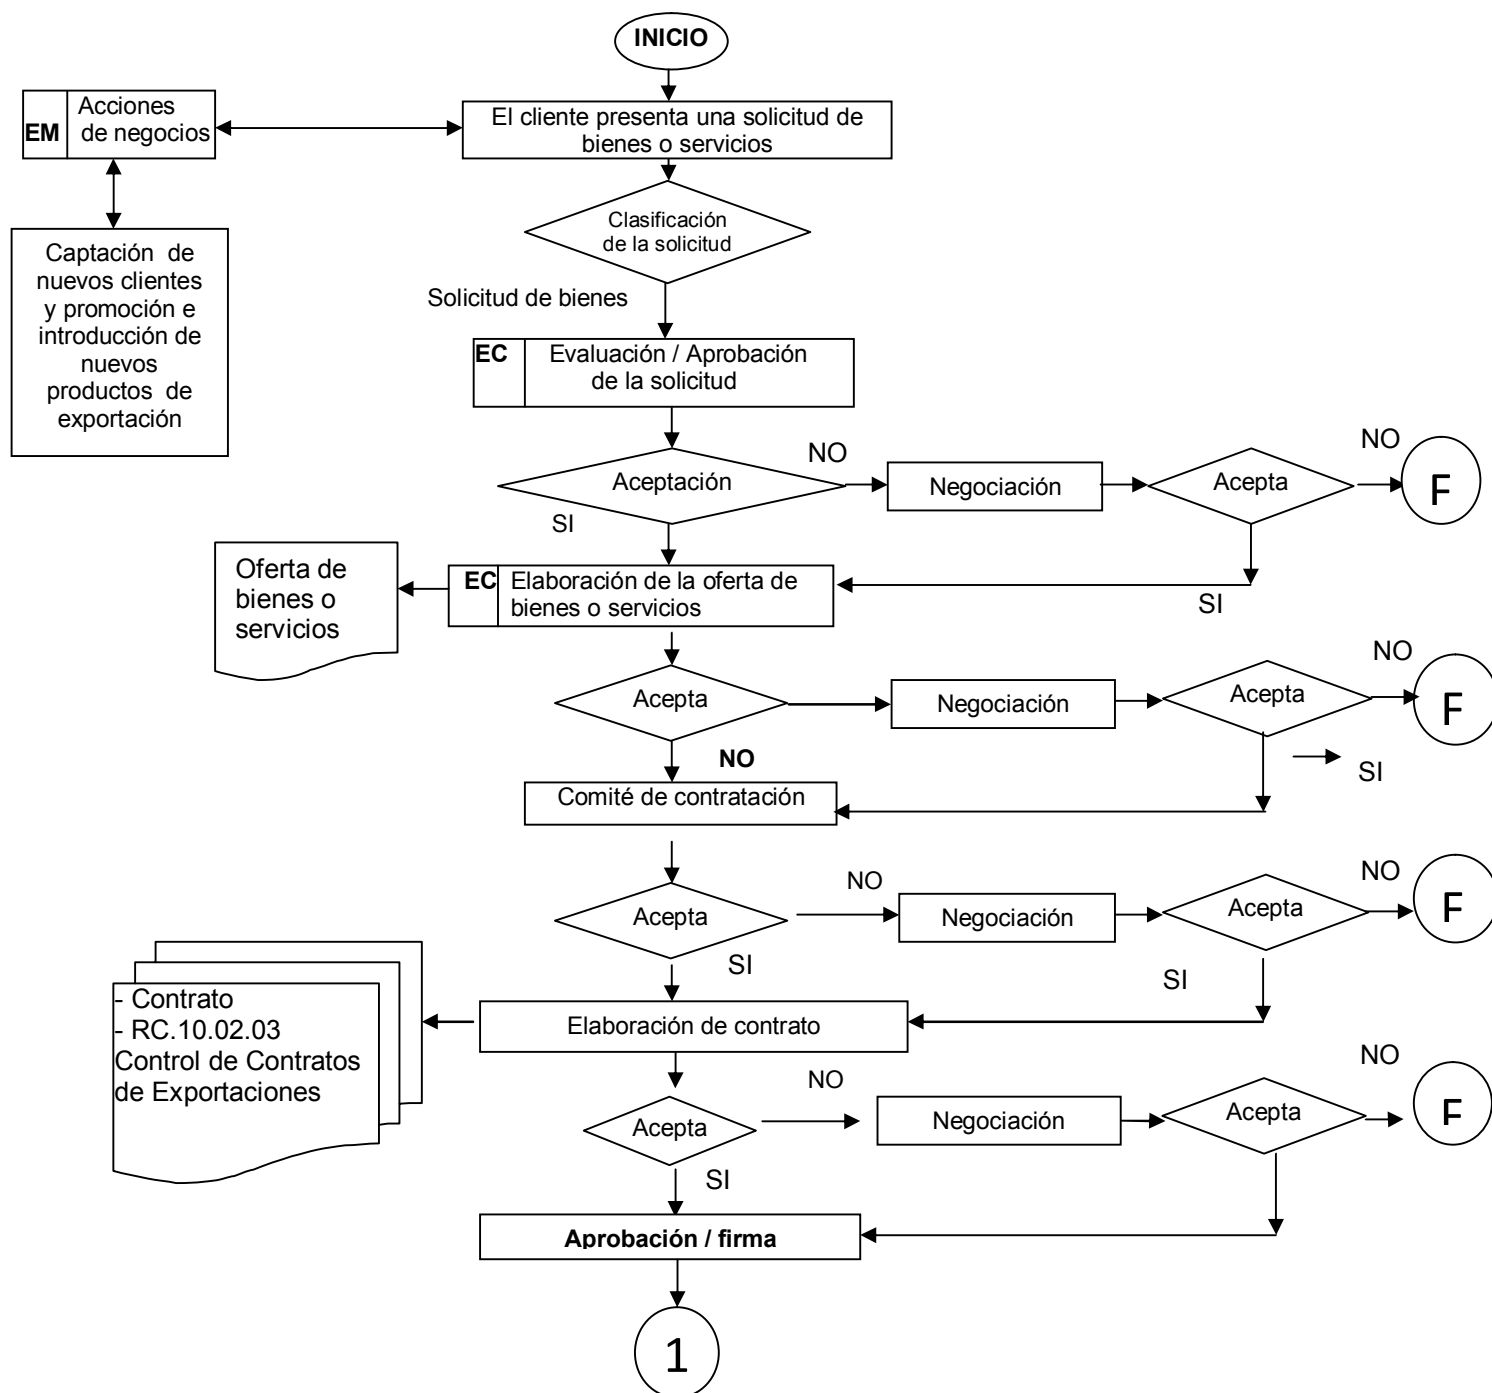 INICIO
EM
Acciones
de negocios
El cliente presenta una solicitud de
bienes o servicios
Clasificación
de la solicitud
Captación de
nuevos clientes
y promoción e
introducción de
nuevos
productos de
exportación
Solicitud de bienes
EC
Evaluación / Aprobación
de la solicitud
Aceptación
NO
Negociación
Acepta
NO
F
SI
Oferta de
bienes o
servicios
EC
Elaboración de la oferta de
bienes o servicios
SI
Acepta
Negociación
Acepta
NO
F
NO
SI
Comité de contratación
Acepta
NO
Negociación
Acepta
NO
F
SI
SI
- Contrato
- RC.10.02.03
Control de Contratos
de Exportaciones
Elaboración de contrato
Acepta
NO
Negociación
Acepta
NO
F
SI
Aprobación / firma
1